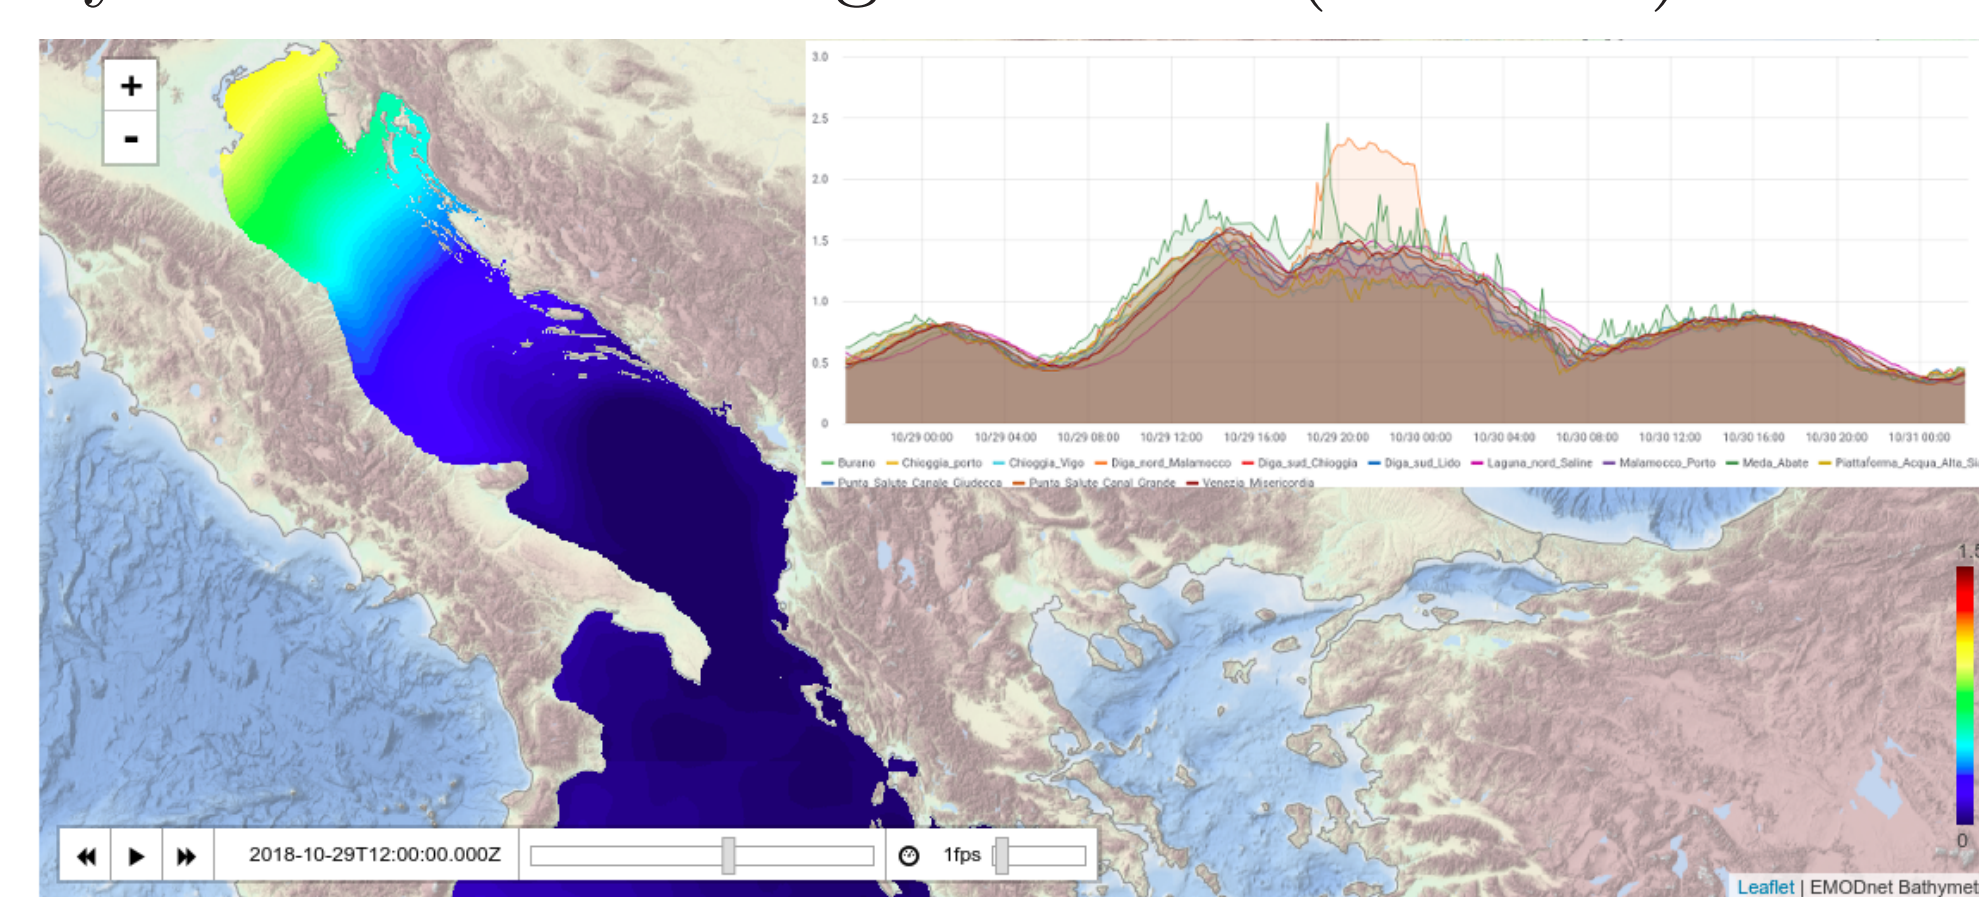 +
-
3.0
2.5
2.0
1.5
1.0
0.5
0
10/29 00:00 10/29 04:00 10/29 08:00 10/29 12:00 10/29 16:00 10/29 20:00 10/30 00:00 10/30 04:00 10/30 08:00 10/30 12:00 10/30 16:00 10/30 20:00 10/31 00:00
Burano Chioggia_porto Chioggia_Vigo Diga_nord_Malamocco Diga_sud_Chioggia Diga_sud_Lido Laguna_nord_Saline Malamocco_Porto Meda_Abate Piattaforma_Acqua_Alta_Si
Punta_Salute_Canale_Giudecca Punta_Salute_Canal_Grande Venezia_Misericordia
1.5
0
2018-10-29T12:00:00.000Z 1fps
Leaflet | EMODnet Bathymet